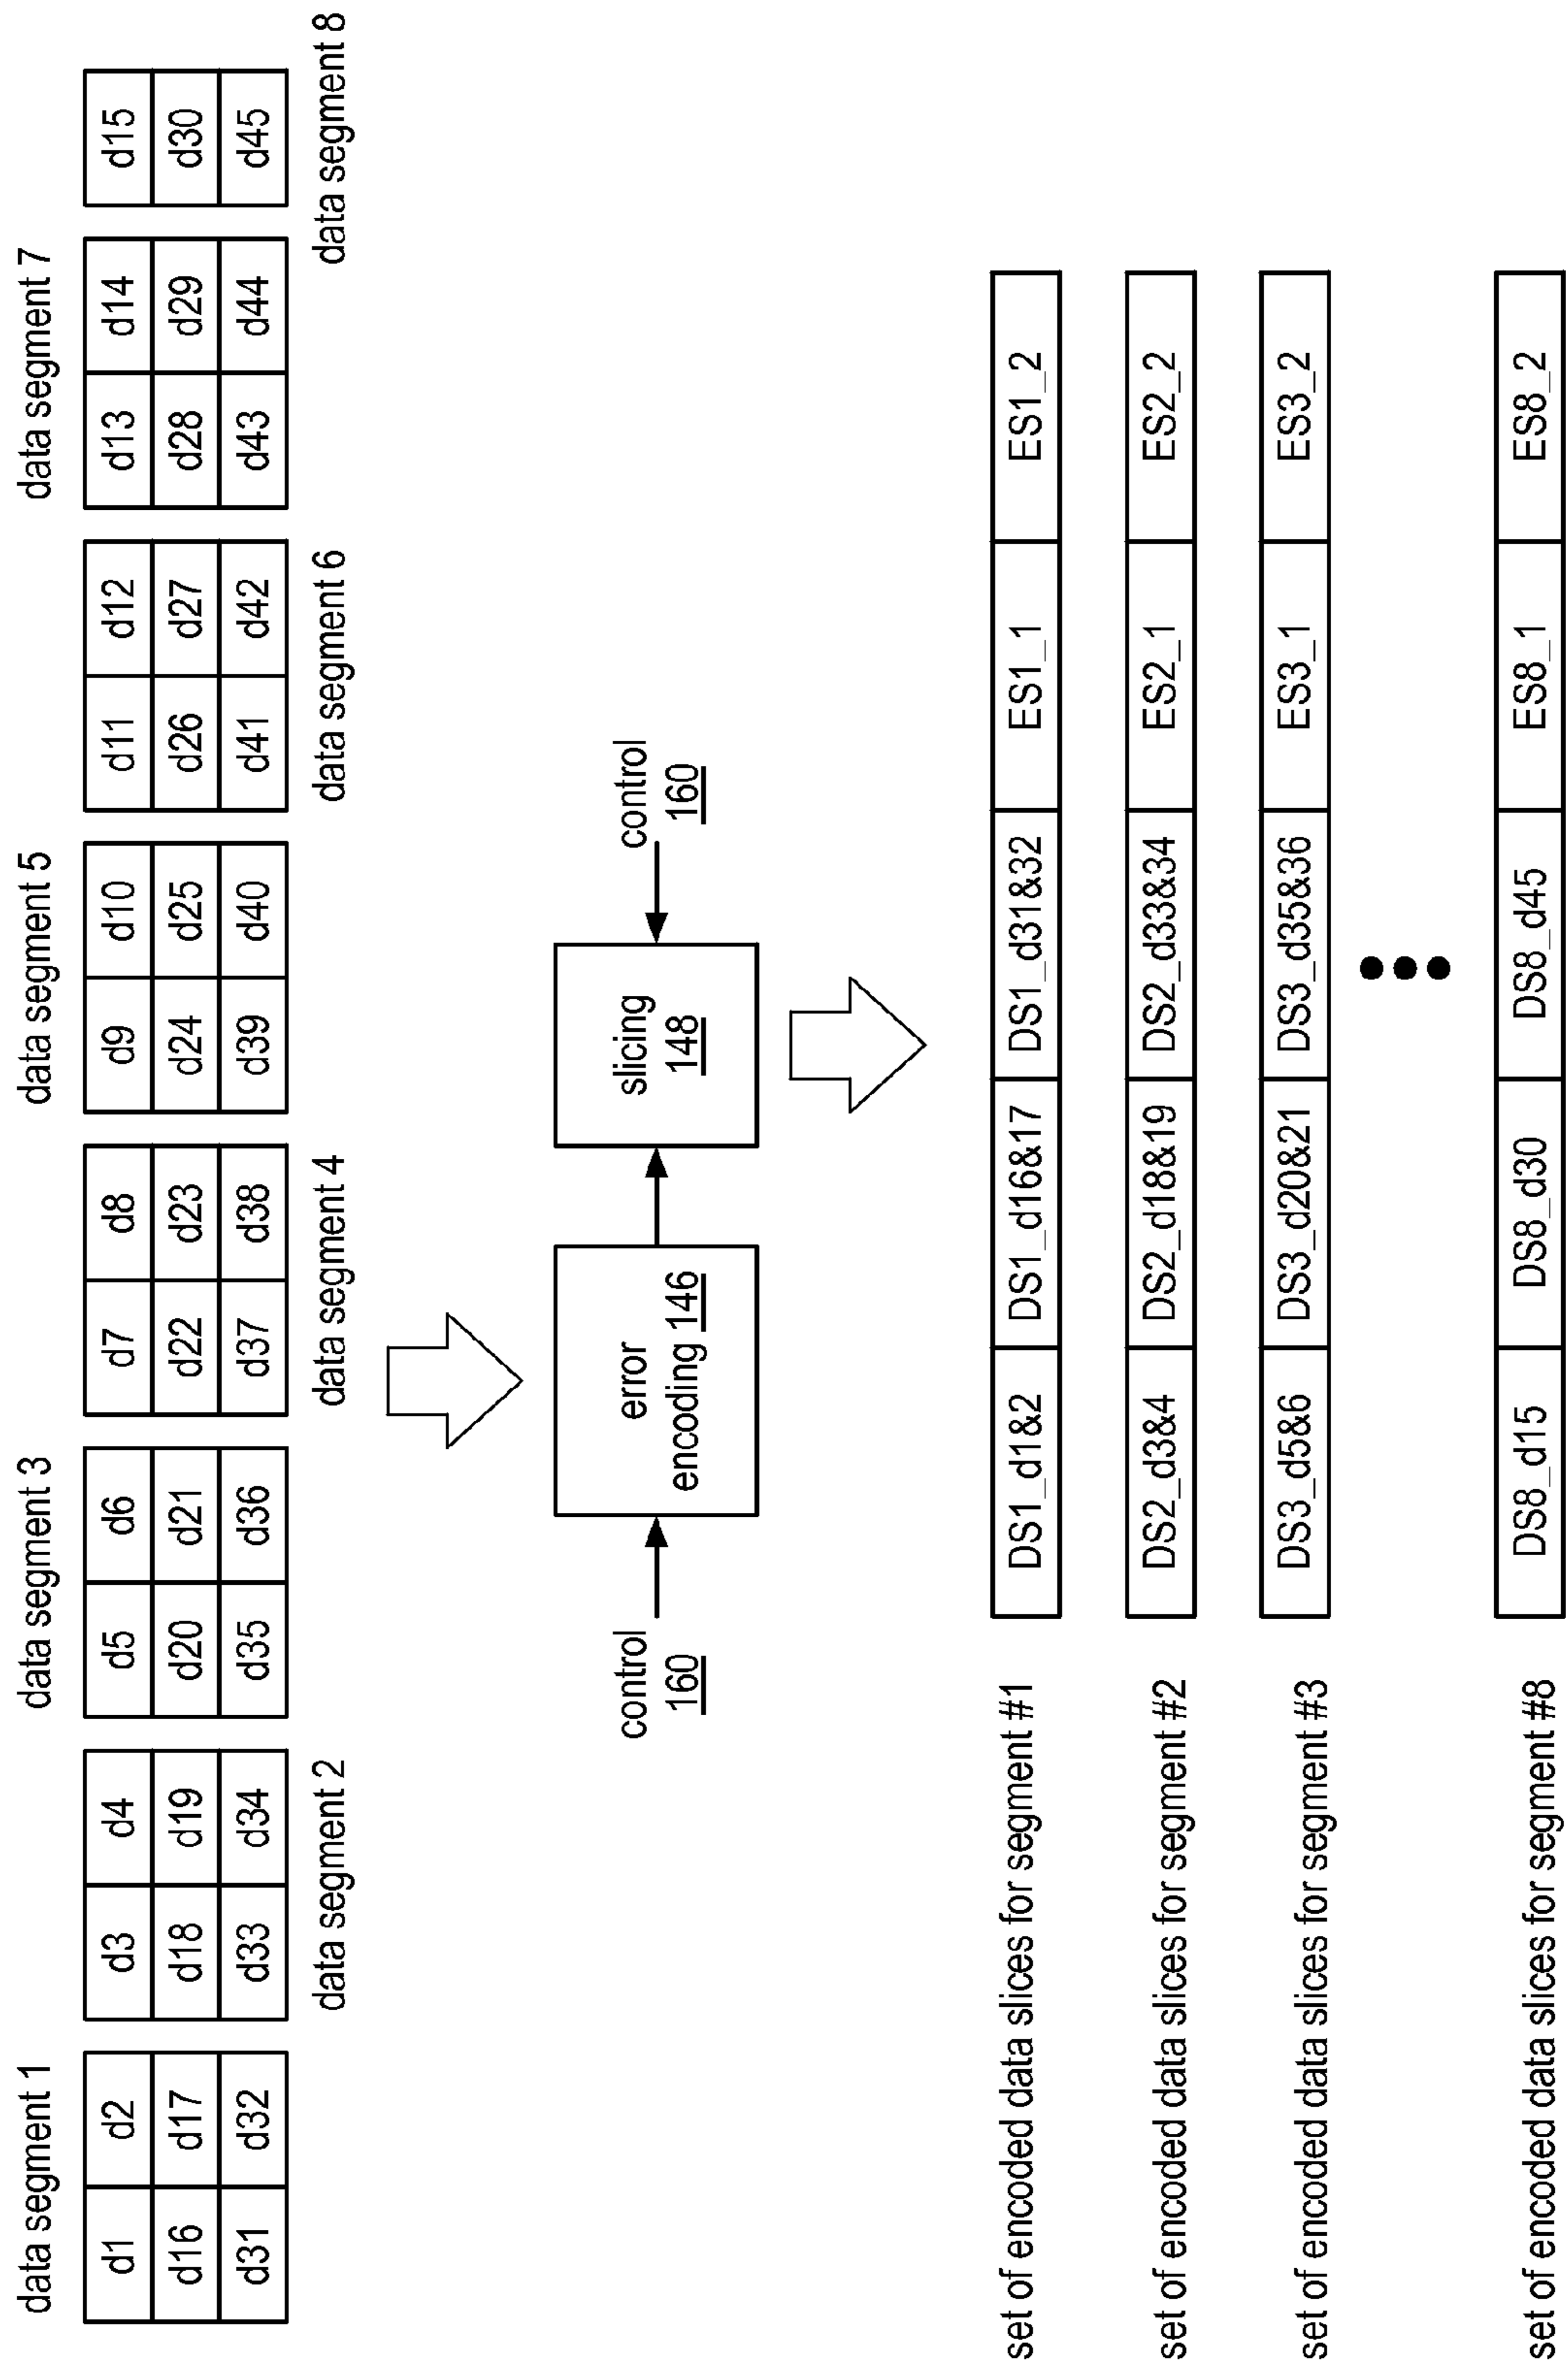 data segment 1
data segment 3
data segment 5
data segment 7
d1 d2 d3 d4 d5 d6 d7 d8 d9 d10 d11 d12 d13 d14 d15
d16 d17 d18 d19 d20 d21 d22 d23 d24 d25 d26 d27 d28 d29 d30
d31 d32 d33 d34 d35 d36 d37 d38 d39 d40 d41 d42 d43 d44 d45
data segment 2
data segment 4
data segment 6
data segment 8
control
160
error
encoding 146
slicing
148
control
160
set of encoded data slices for segment #1 DS1_d1&2 DS1_d16&17 DS1_d31&32 ES1_1 ES1_2
set of encoded data slices for segment #2 DS2_d3&4 DS2_d18&19 DS2_d33&34 ES2_1 ES2_2
set of encoded data slices for segment #3 DS3_d5&6 DS3_d20&21 DS3_d35&36 ES3_1 ES3_2
set of encoded data slices for segment #8 DS8_d15 DS8_d30 DS8_d45 ES8_1 ES8_2